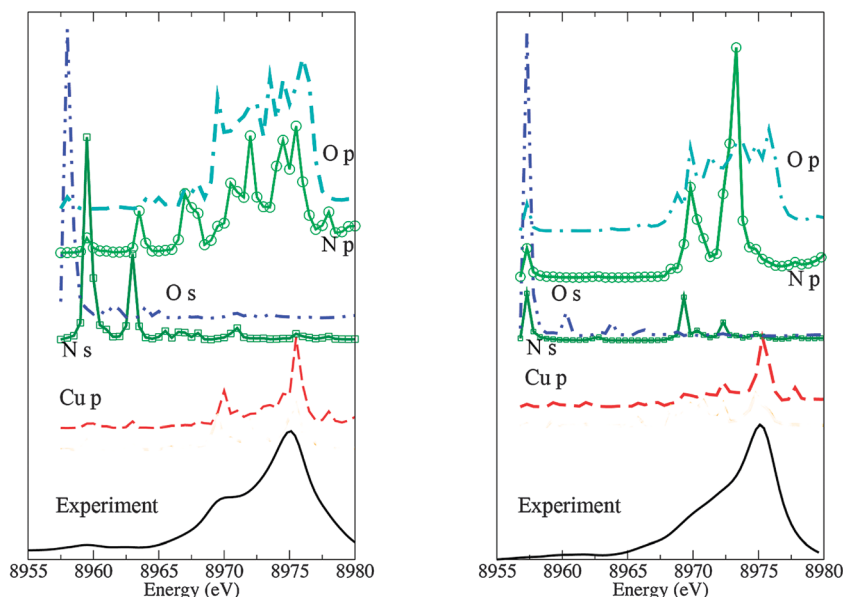 O p
N p
O s
N s
Cu p
Experiment
8955 8960 8965 8970 8975 8980
Energy (eV)
O p
N p
O s
N s
Cu p
Experiment
8955 8960 8965 8970 8975 8980
Energy (eV)